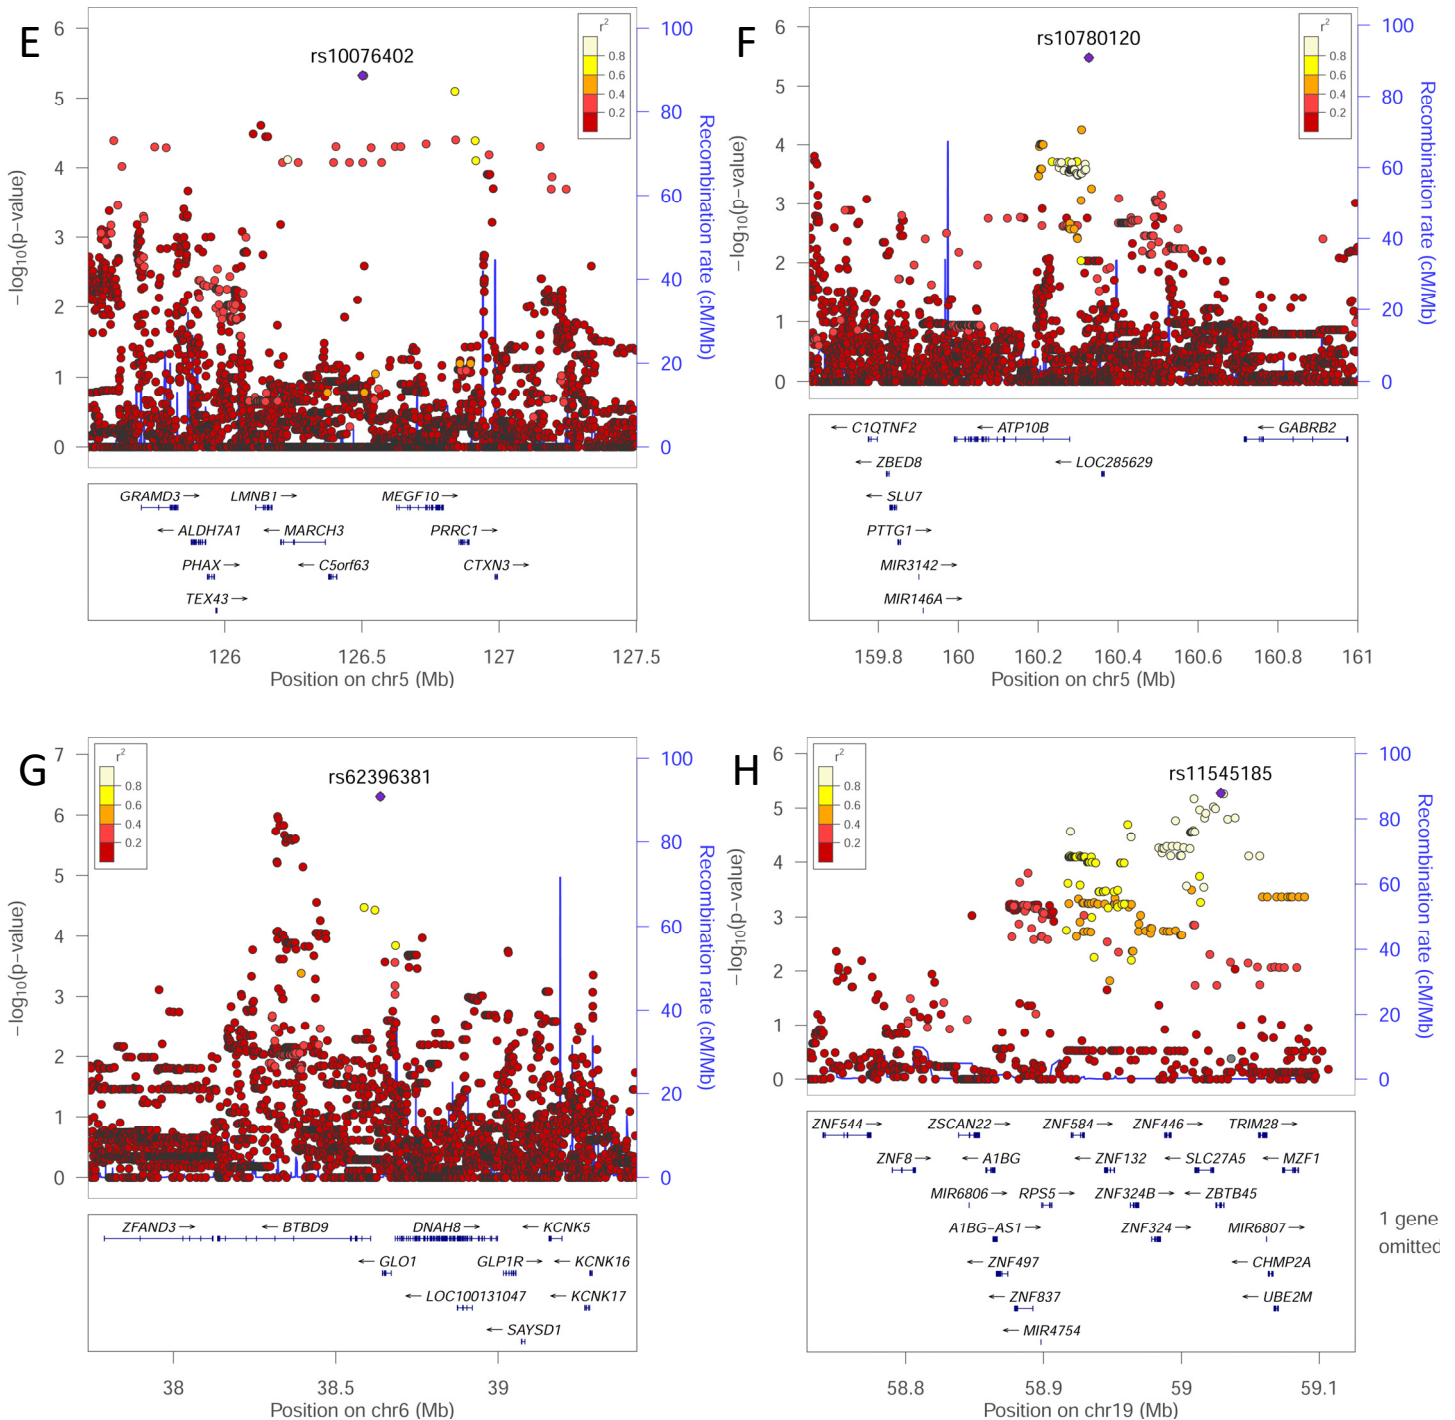 E
rs10076402
r2
0.8
0.6
0.4
0.2
6
5
4
3
2
1
0
−log10(p−value)
100
80
60
40
20
0
Recombination rate (cM/Mb)
GRAMD3 → LMNB1 → MEGF10 →
← ALDH7A1 ← MARCH3 PRRC1 →
PHAX → ← C5orf63 CTXN3 →
TEX43 →
126 126.5 127 127.5
Position on chr5 (Mb)
F
rs10780120
r2
0.8
0.6
0.4
0.2
6
5
4
3
2
1
0
−log10(p−value)
100
80
60
40
20
0
Recombination rate (cM/Mb)
← C1QTNF2 ← ATP10B ← GABRB2
← ZBED8 ← LOC285629
← SLU7
PTTG1 →
MIR3142 →
MIR146A →
159.8 160 160.2 160.4 160.6 160.8 161
Position on chr5 (Mb)
G
rs62396381
r2
0.8
0.6
0.4
0.2
7
6
5
4
3
2
1
0
−log10(p−value)
100
80
60
40
20
0
Recombination rate (cM/Mb)
ZFAND3 → ← BTBD9 DNAH8 → ← KCNK5
← GLO1 GLP1R → ← KCNK16
← LOC100131047 ← KCNK17
← SAYSD1
38 38.5 39
Position on chr6 (Mb)
H
rs11545185
r2
0.8
0.6
0.4
0.2
6
5
4
3
2
1
0
−log10(p−value)
100
80
60
40
20
0
Recombination rate (cM/Mb)
ZNF544 → ZSCAN22 → ZNF584 → ZNF446 → TRIM28 →
ZNF8 → ← A1BG ← ZNF132 ← SLC27A5 ← MZF1
MIR6806 → RPS5 → ZNF324B → ← ZBTB45
A1BG−AS1 → ZNF324 → MIR6807 →
← ZNF497 ← CHMP2A
← ZNF837 ← UBE2M
← MIR4754
1 gene
omitted
58.8 58.9 59 59.1
Position on chr19 (Mb)